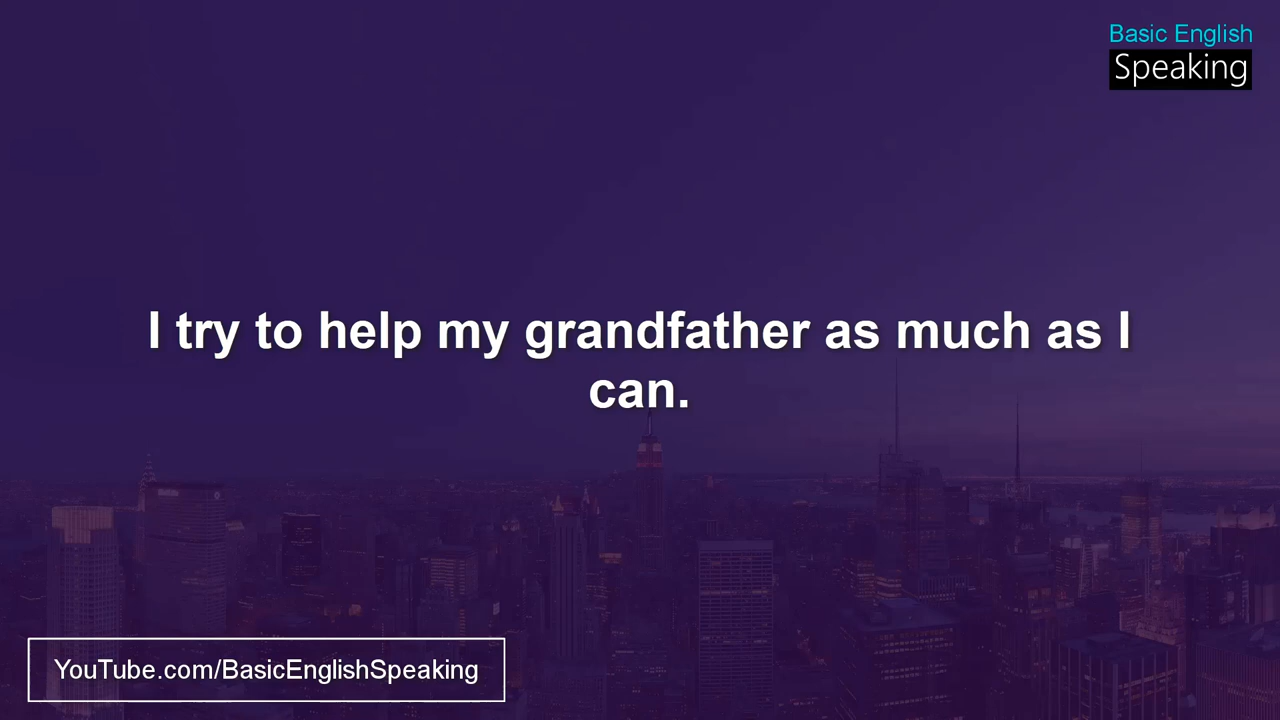 Basic English
Speaking
I try to help my grandfather as much as I
can.
YouTube.com/BasicEnglishSpeaking